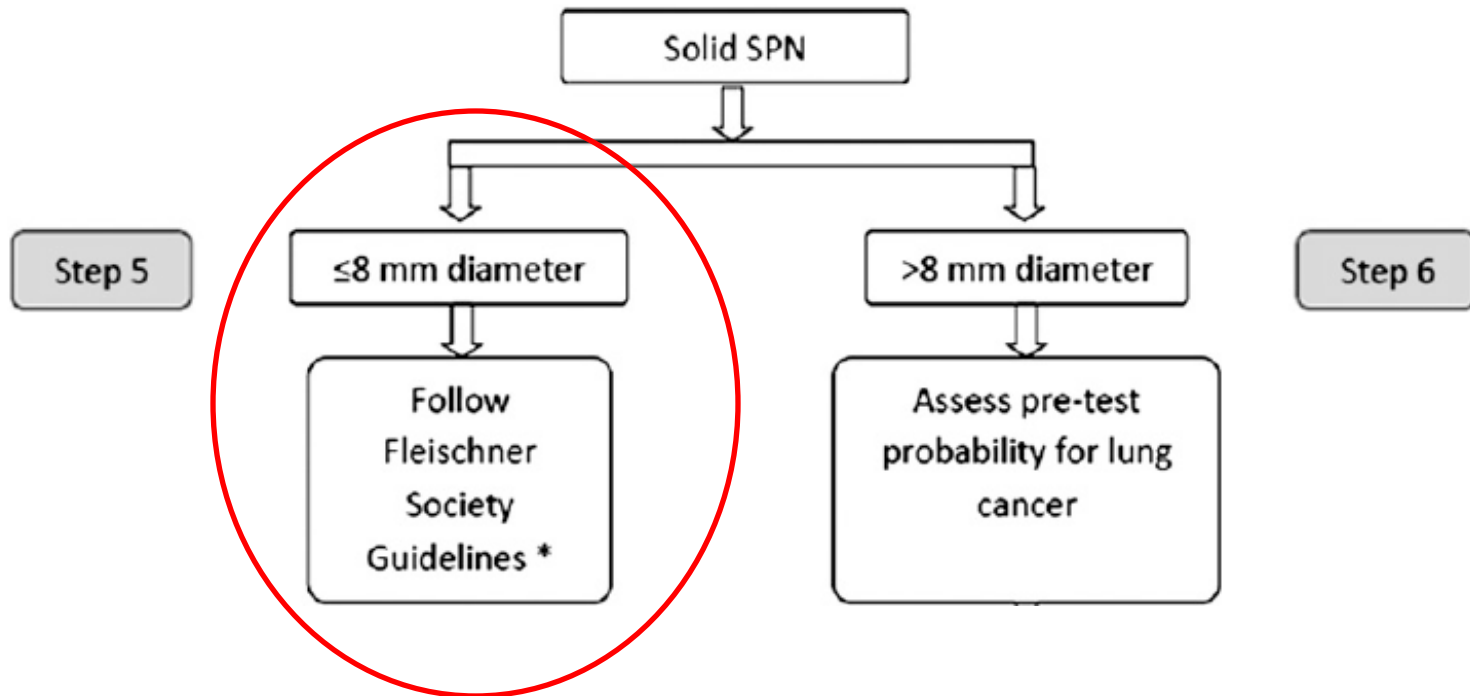 Solid SPN
Step 5
≤8 mm diameter
>8 mm diameter
Step 6
Follow
Fleischner
Society
Guidelines *
Assess pre-test
probability for lung
cancer